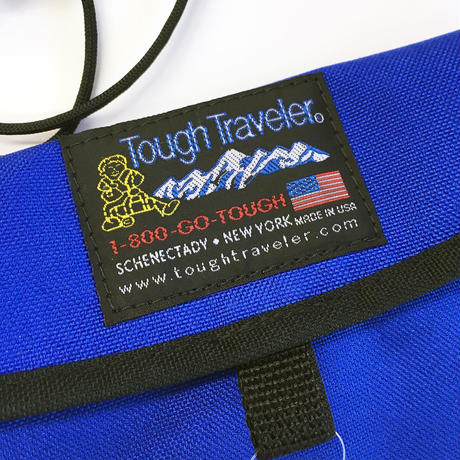 Tough Traveler®
1-800-GO-TOUGH
SCHENECTADY • NEW YORK MADE IN USA
www.toughtraveler.com